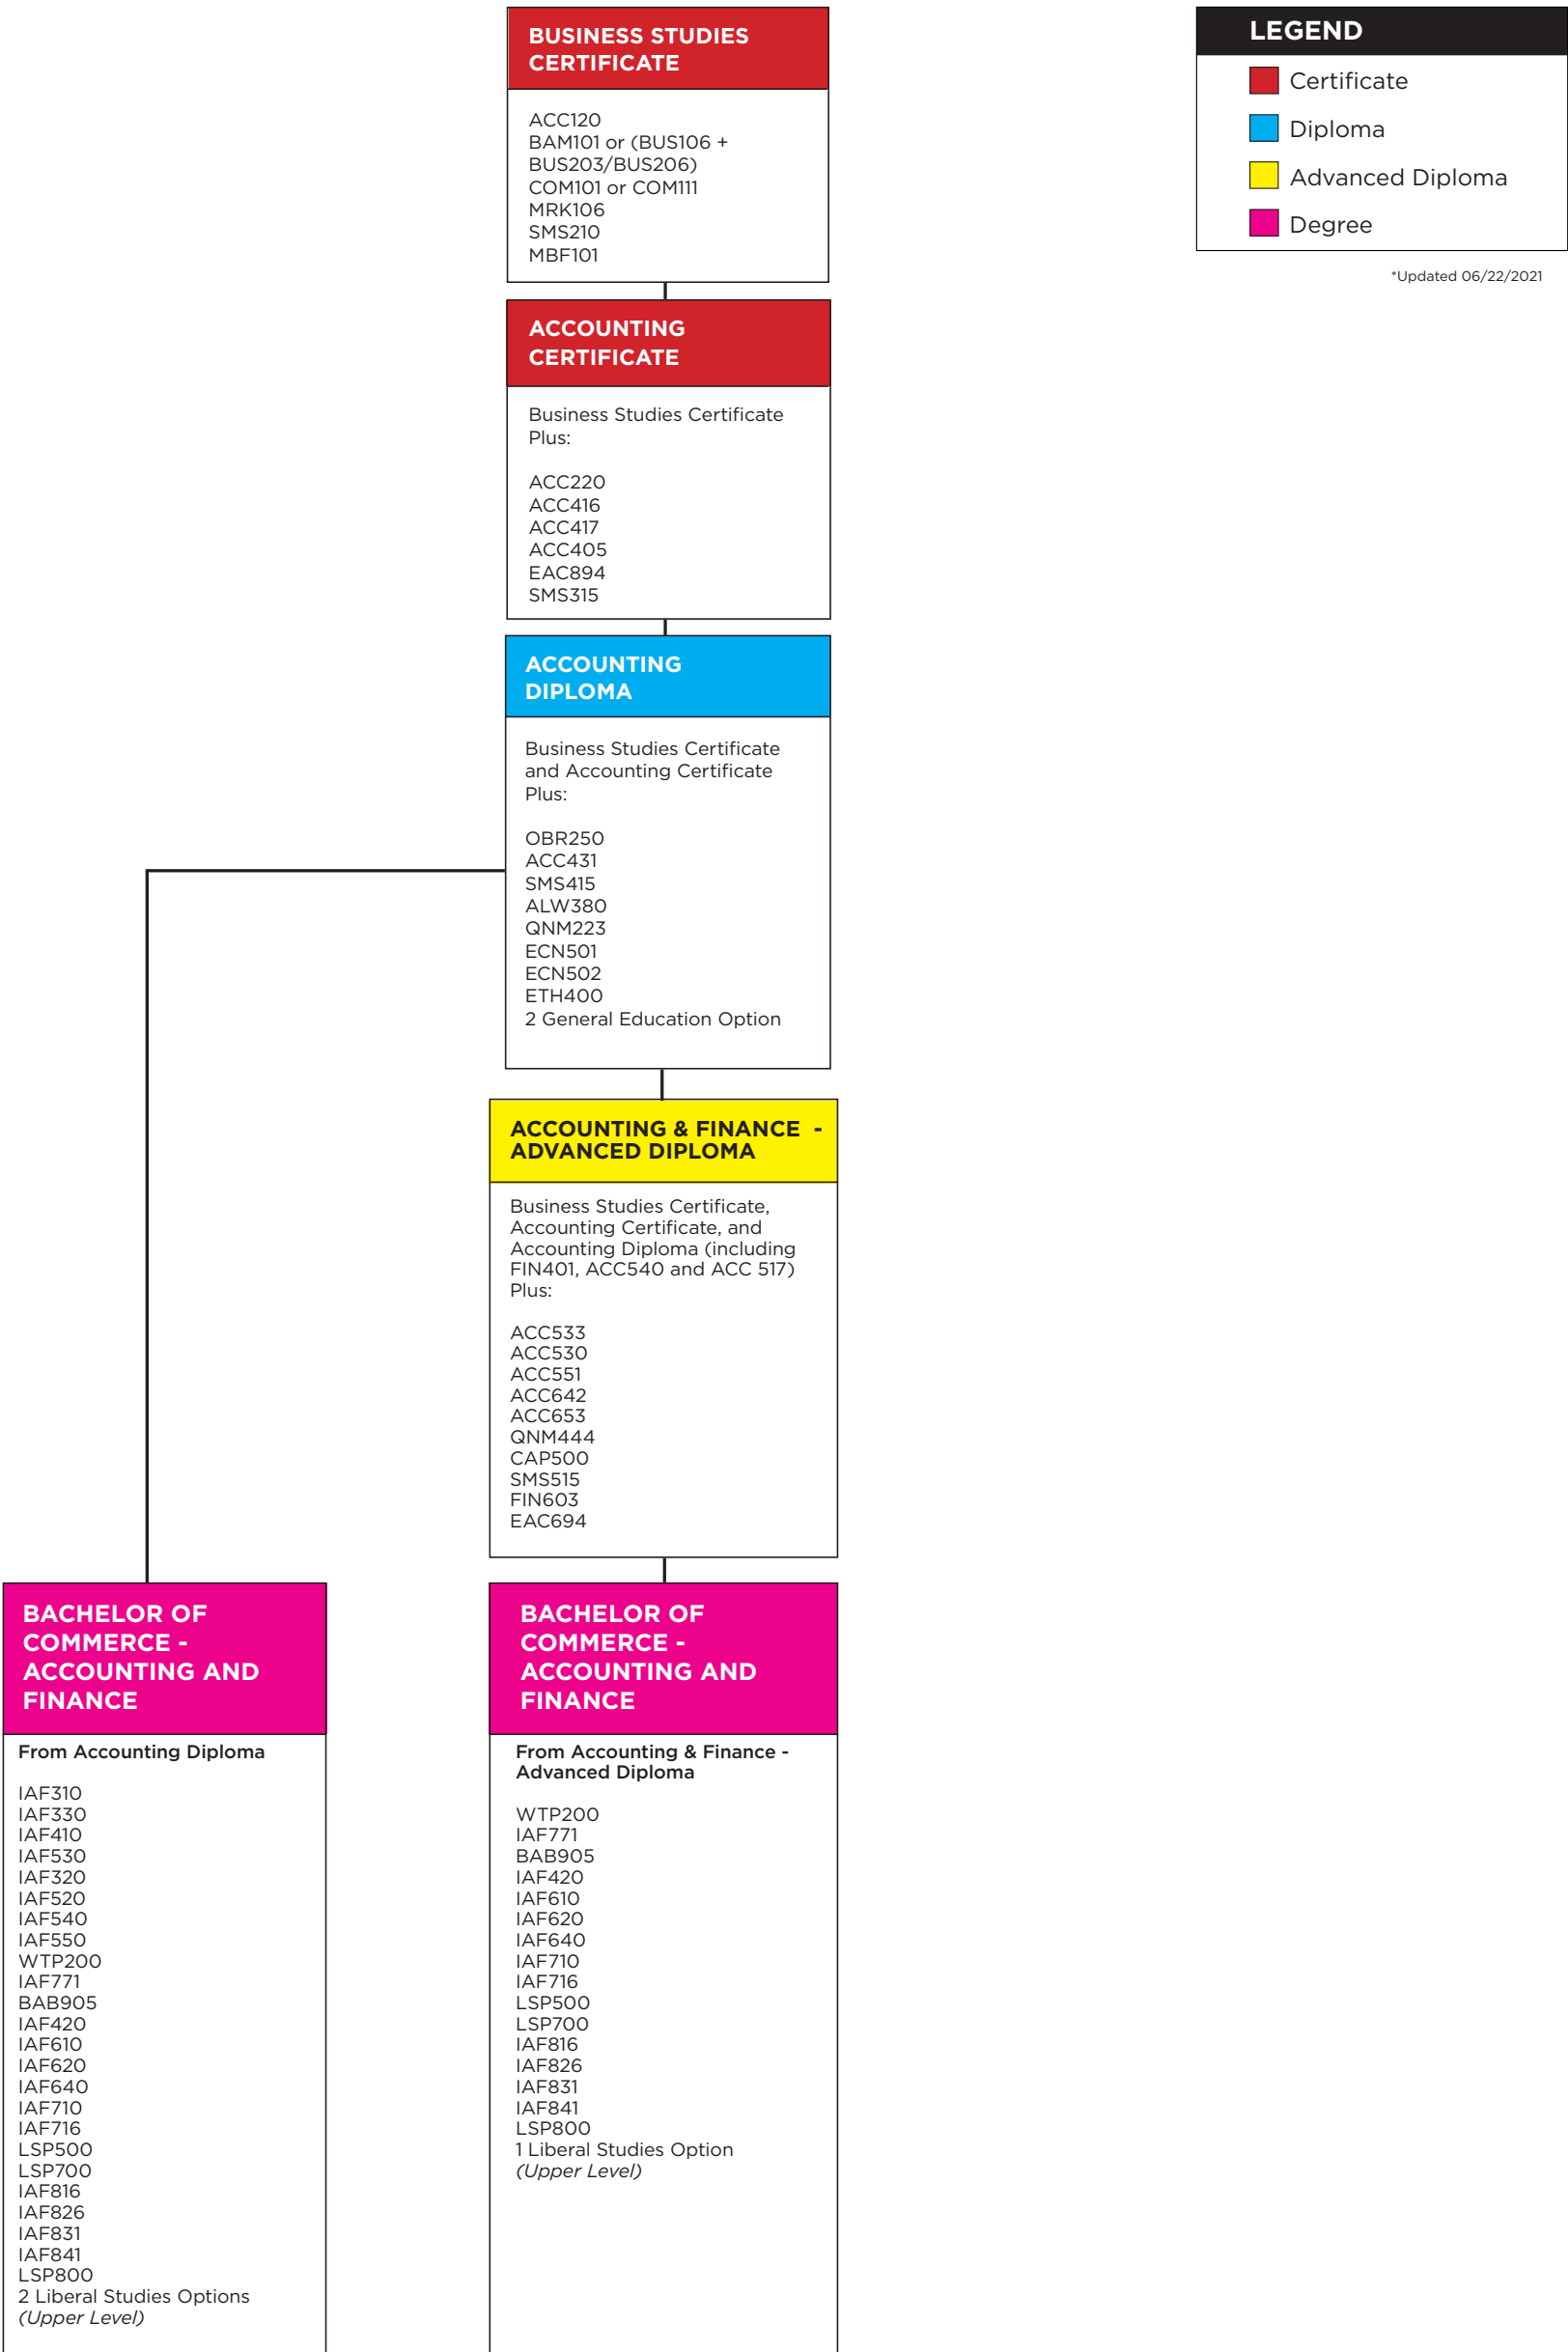 BUSINESS STUDIES
CERTIFICATE
ACC120
BAM101 or (BUS106 +
BUS203/BUS206)
COM101 or COM111
MRK106
SMS210
MBF101
LEGEND
Certificate
Diploma
Advanced Diploma
Degree
*Updated 06/22/2021
ACCOUNTING
CERTIFICATE
Business Studies Certificate
Plus:
ACC220
ACC416
ACC417
ACC405
EAC894
SMS315
ACCOUNTING
DIPLOMA
Business Studies Certificate
and Accounting Certificate
Plus:
OBR250
ACC431
SMS415
ALW380
QNM223
ECN501
ECN502
ETH400
2 General Education Option
ACCOUNTING & FINANCE -
ADVANCED DIPLOMA
Business Studies Certificate,
Accounting Certificate, and
Accounting Diploma (including
FIN401, ACC540 and ACC 517)
Plus:
ACC533
ACC530
ACC551
ACC642
ACC653
QNM444
CAP500
SMS515
FIN603
EAC694
BACHELOR OF
COMMERCE -
ACCOUNTING AND
FINANCE
From Accounting Diploma
IAF310
IAF330
IAF410
IAF530
IAF320
IAF520
IAF540
IAF550
WTP200
IAF771
BAB905
IAF420
IAF610
IAF620
IAF640
IAF710
IAF716
LSP500
LSP700
IAF816
IAF826
IAF831
IAF841
LSP800
2 Liberal Studies Options
(Upper Level)
BACHELOR OF
COMMERCE -
ACCOUNTING AND
FINANCE
From Accounting & Finance -
Advanced Diploma
WTP200
IAF771
BAB905
IAF420
IAF610
IAF620
IAF640
IAF710
IAF716
LSP500
LSP700
IAF816
IAF826
IAF831
IAF841
LSP800
1 Liberal Studies Option
(Upper Level)